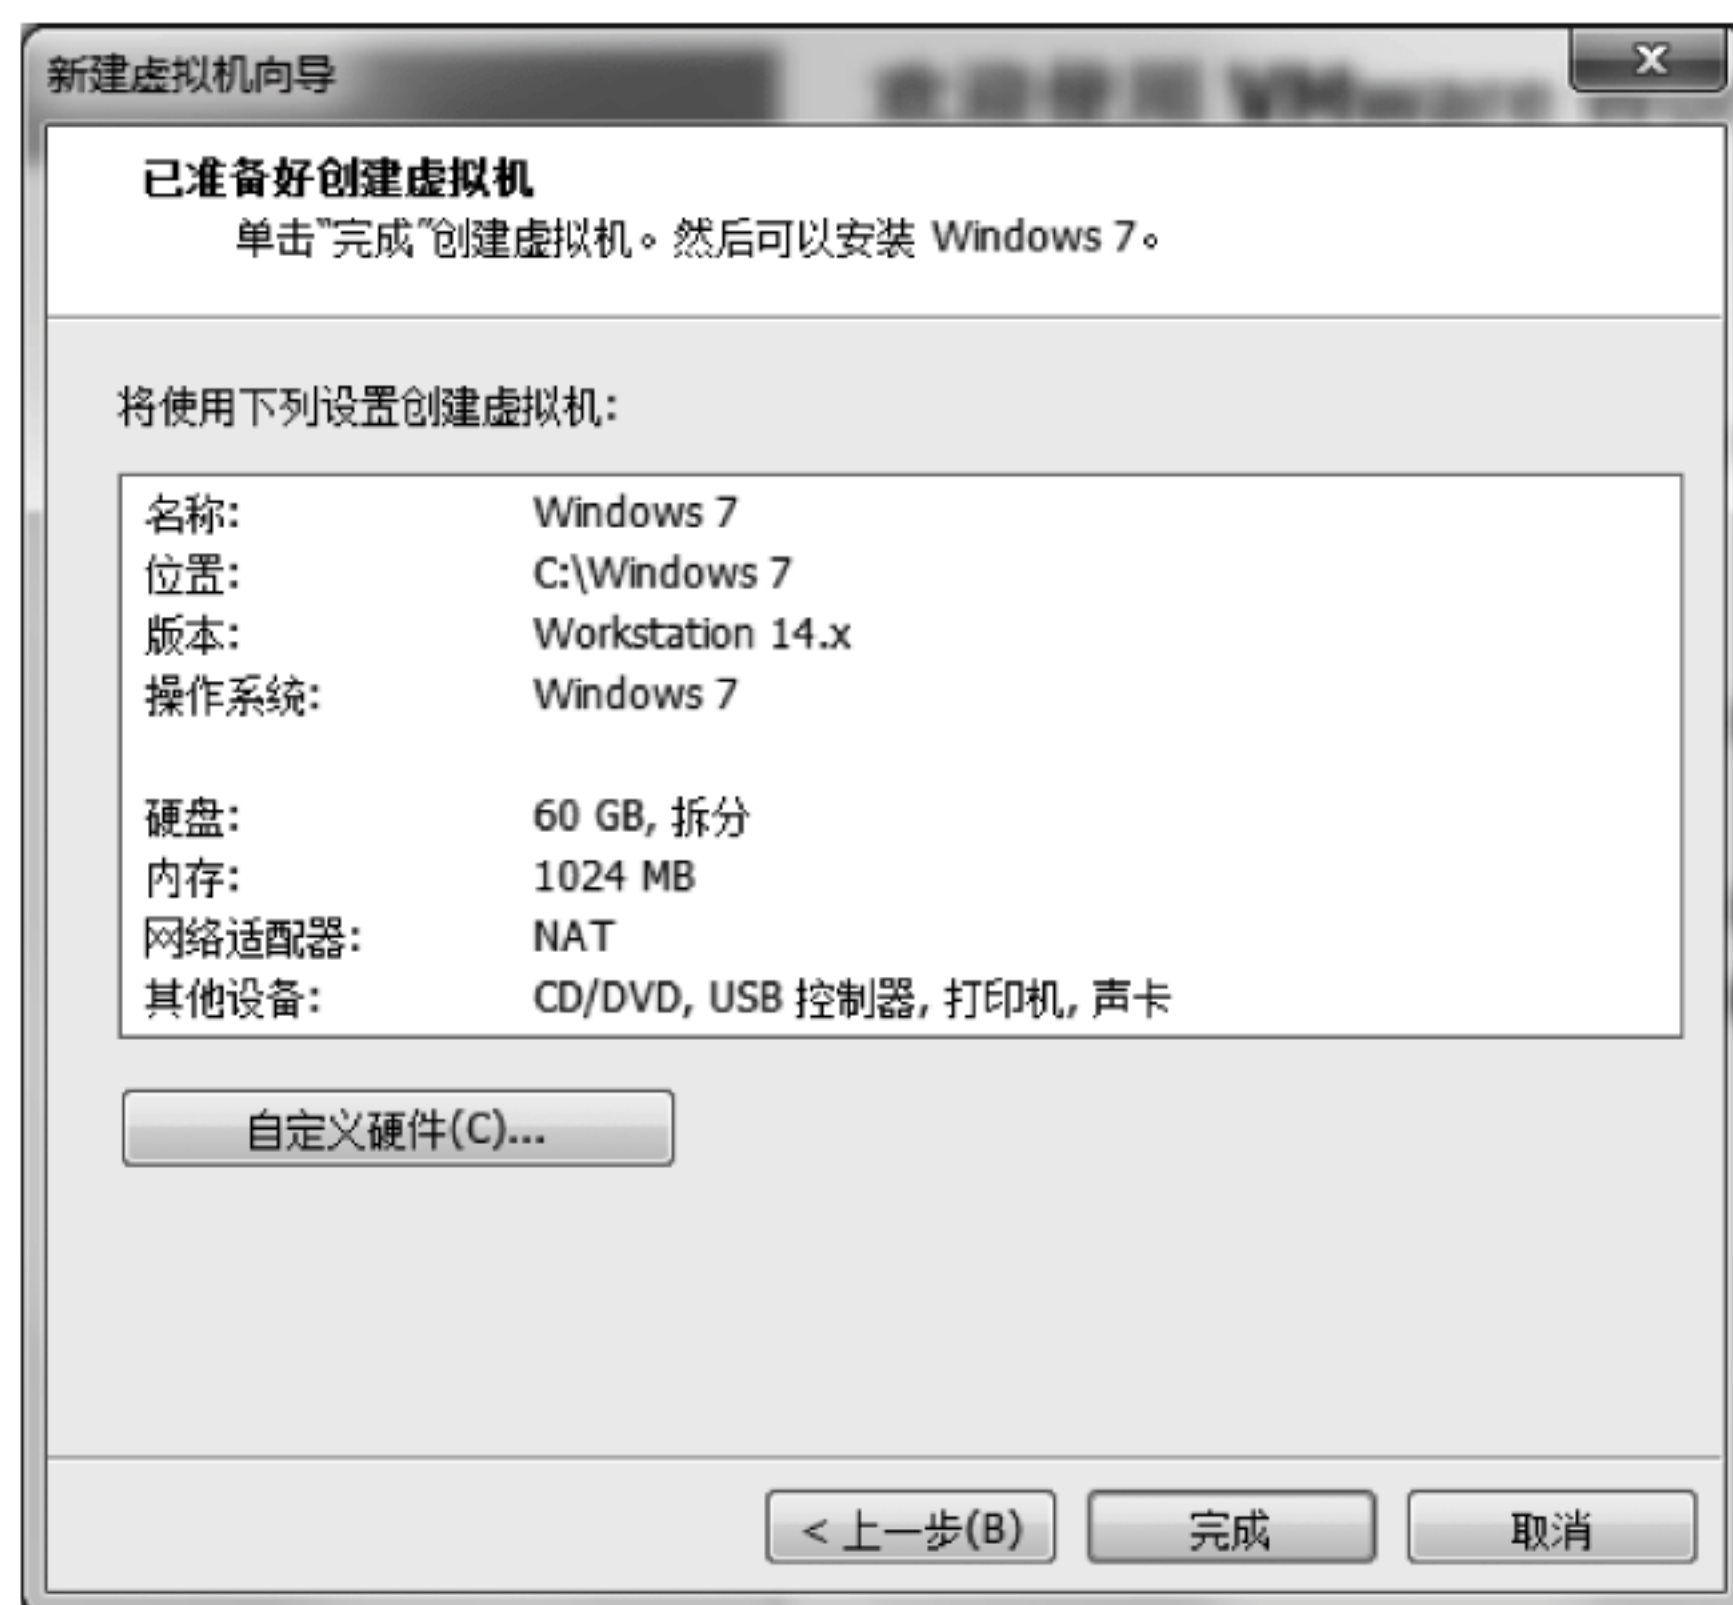 新建虚拟机向导
欢迎使用 VMware
已准备好创建虚拟机
单击"完成"创建虚拟机。然后可以安装 Windows 7。
将使用下列设置创建虚拟机:
名称: Windows 7
位置: C:\Windows 7
版本: Workstation 14.x
操作系统: Windows 7
硬盘: 60 GB, 拆分
内存: 1024 MB
网络适配器: NAT
其他设备: CD/DVD, USB 控制器, 打印机, 声卡
自定义硬件(C)...
< 上一步(B) 完成 取消